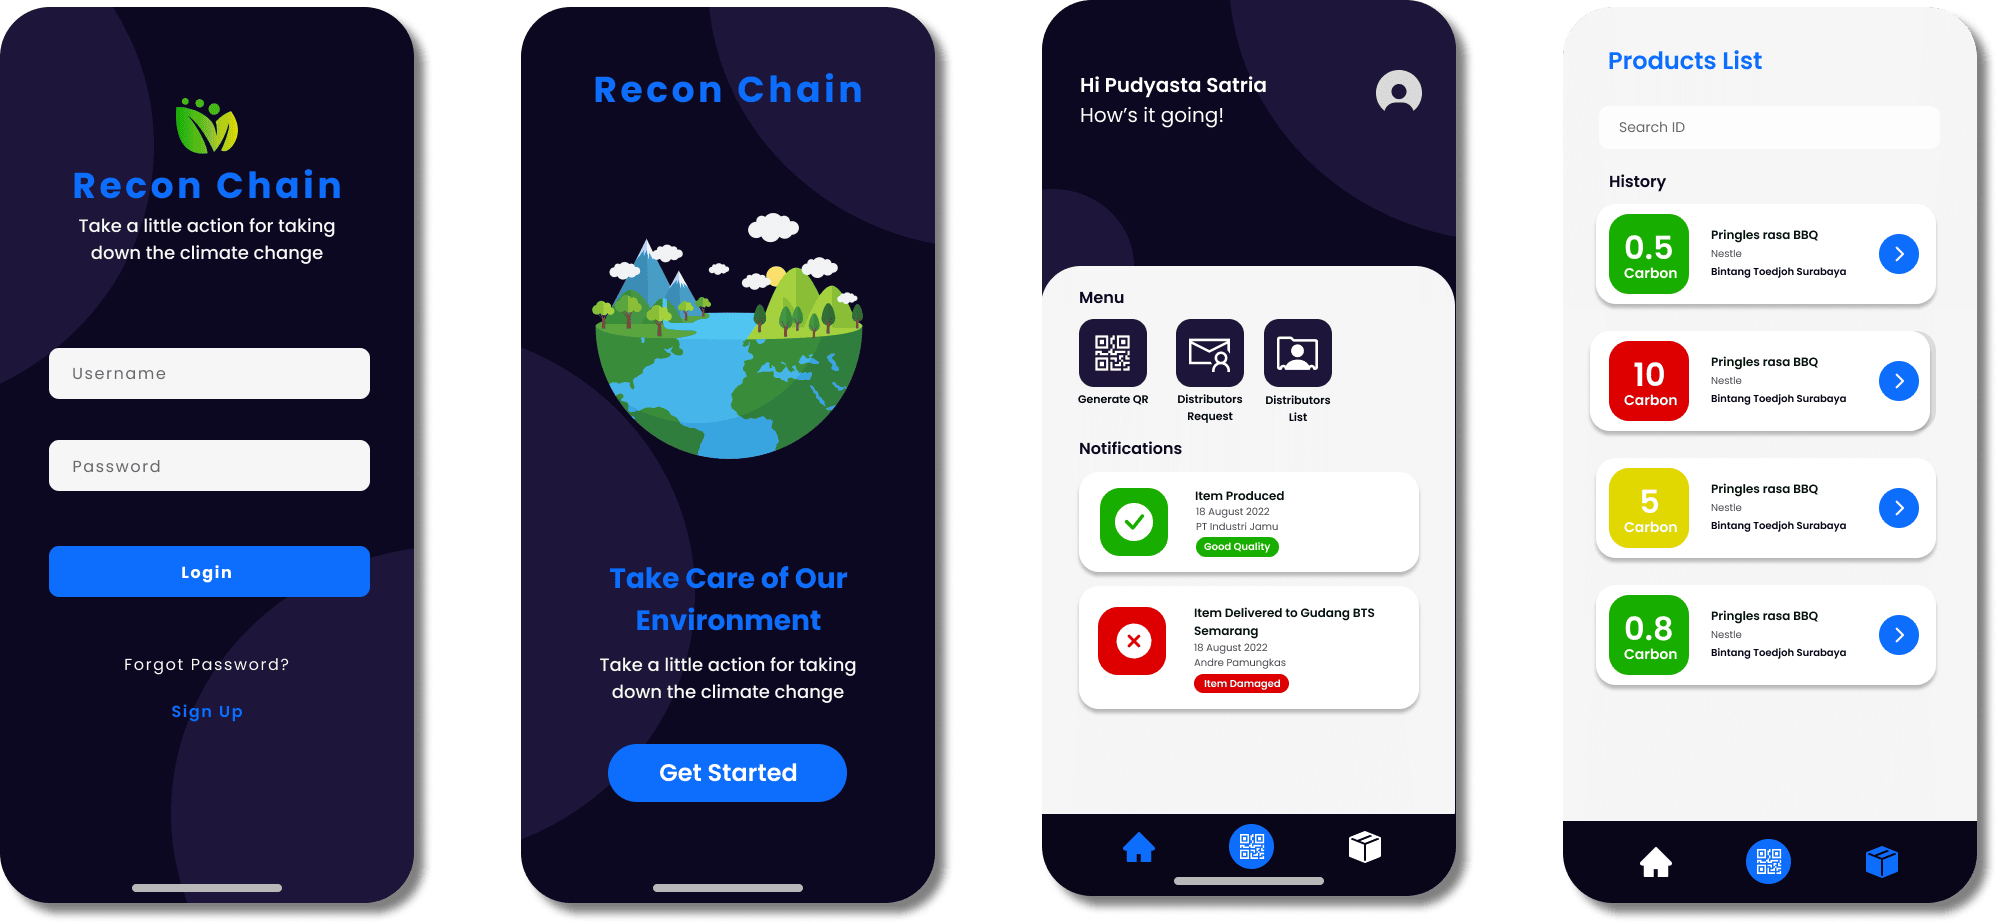 Recon Chain
Take a little action for taking
down the climate change
Username
Password
Login
Forgot Password?
Sign Up
Recon Chain
Take Care of Our
Environment
Take a little action for taking
down the climate change
Get Started
Hi Pudyasta Satria
How's it going!
Menu
Generate QR
Distributors
Request
Distributors
List
Notifications
Item Produced
18 August 2022
PT Industri Jamu
Good Quality
Item Delivered to Gudang BTS
Semarang
18 August 2022
Andre Pamungkas
Item Damaged
Products List
Search ID
History
0.5
Carbon
Pringles rasa BBQ
Nestle
Bintang Toedjoh Surabaya
10
Carbon
Pringles rasa BBQ
Nestle
Bintang Toedjoh Surabaya
5
Carbon
Pringles rasa BBQ
Nestle
Bintang Toedjoh Surabaya
0.8
Carbon
Pringles rasa BBQ
Nestle
Bintang Toedjoh Surabaya